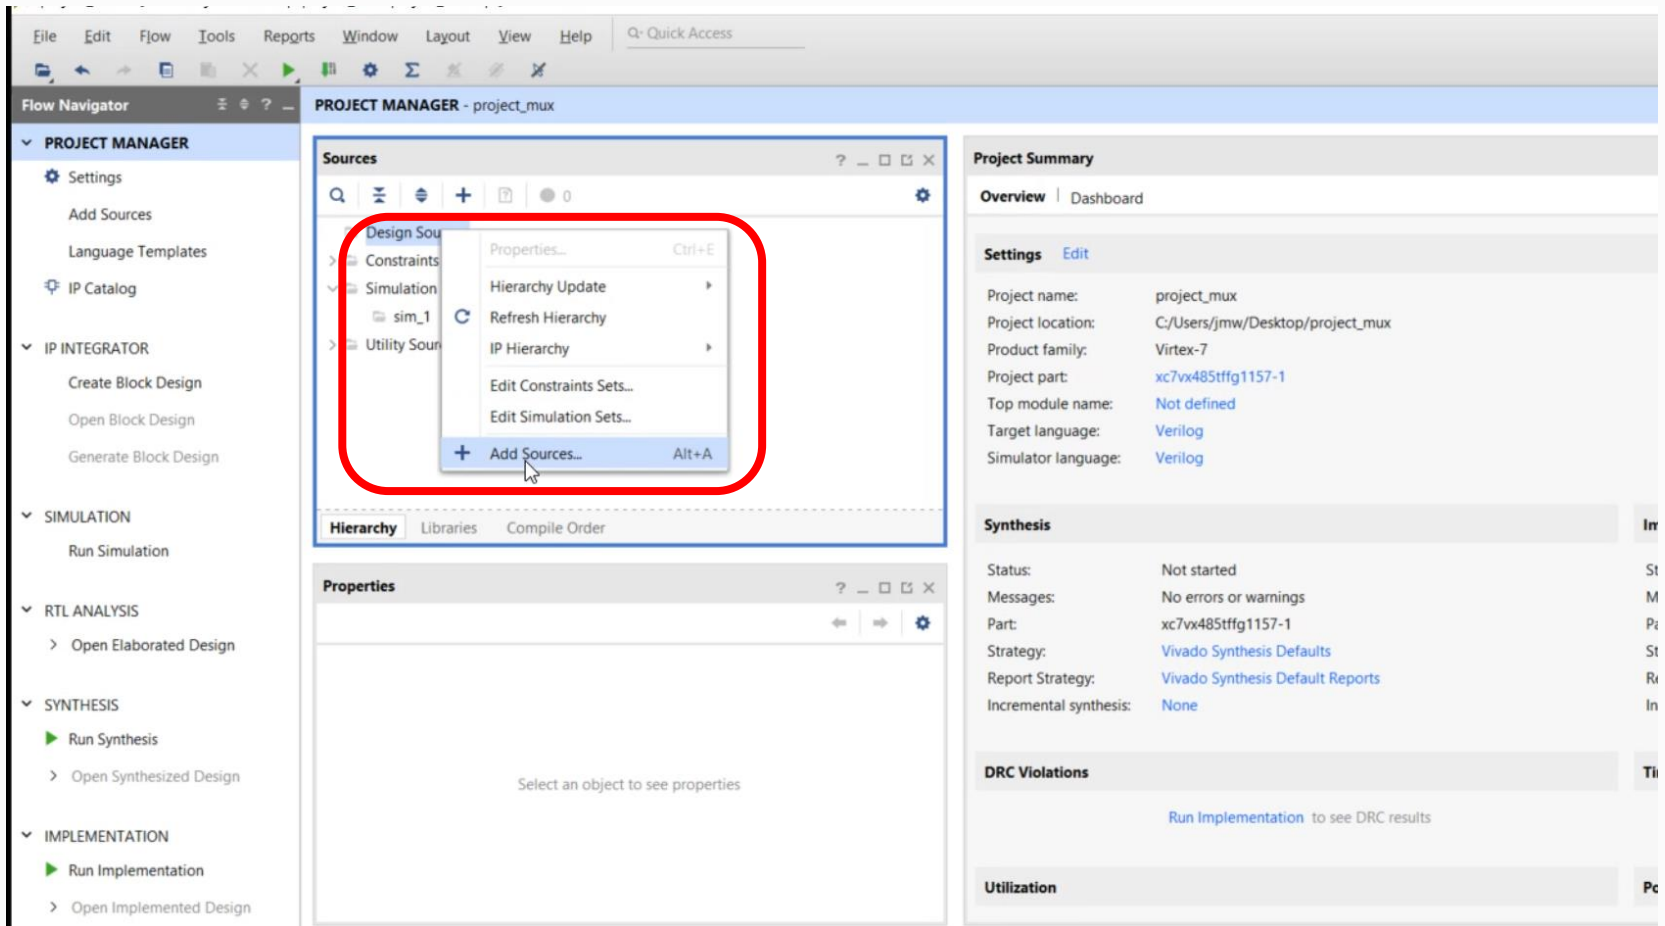 File Edit Flow Tools Reports Window Layout View Help Quick Access
Flow Navigator ? _
PROJECT MANAGER - project_mux
PROJECT MANAGER
Settings
Add Sources
Language Templates
IP Catalog
IP INTEGRATOR
Create Block Design
Open Block Design
Generate Block Design
SIMULATION
Run Simulation
RTL ANALYSIS
Open Elaborated Design
SYNTHESIS
Run Synthesis
Open Synthesized Design
IMPLEMENTATION
Run Implementation
Open Implemented Design
Sources
0
Design Sou
Constraints
Simulation
sim_1
Utility Sour
Properties... Ctrl+E
Hierarchy Update
Refresh Hierarchy
IP Hierarchy
Edit Constraints Sets...
Edit Simulation Sets...
Add Sources... Alt+A
Hierarchy Libraries Compile Order
Properties
Select an object to see properties
Project Summary
Overview Dashboard
Settings Edit
Project name: project_mux
Project location: C:/Users/jmw/Desktop/project_mux
Product family: Virtex-7
Project part: xc7vx485tffg1157-1
Top module name: Not defined
Target language: Verilog
Simulator language: Verilog
Synthesis
Status: Not started
Messages: No errors or warnings
Part: xc7vx485tffg1157-1
Strategy: Vivado Synthesis Defaults
Report Strategy: Vivado Synthesis Default Reports
Incremental synthesis: None
DRC Violations
Run Implementation to see DRC results
Utilization